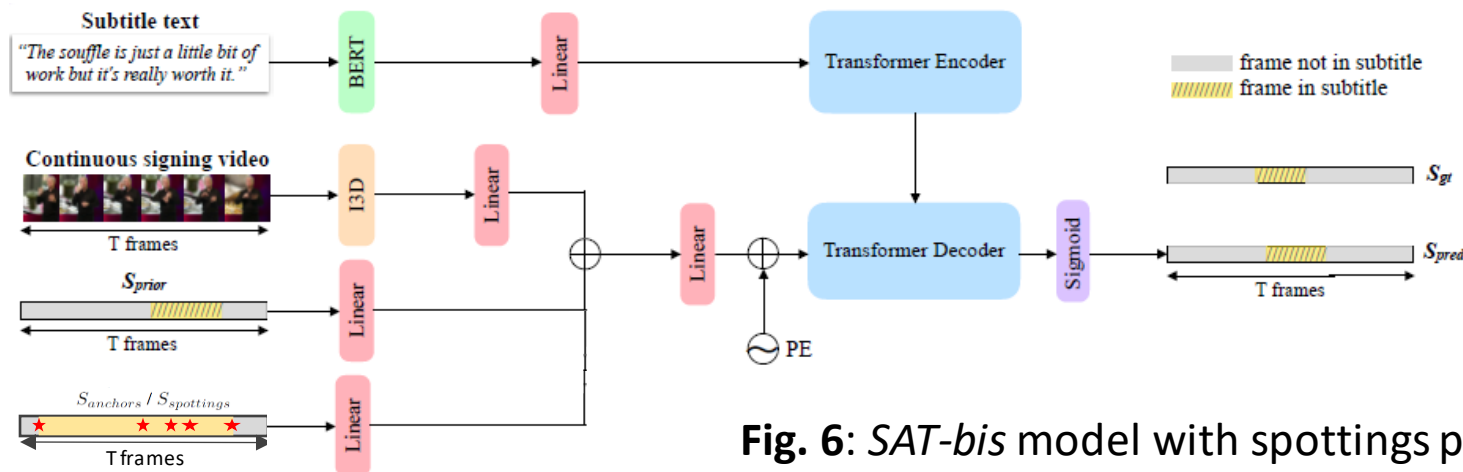 Subtitle text
“The souffle is just a little bit of
work but it's really worth it.”
BERT
Linear
Transformer Encoder
frame not in subtitle
frame in subtitle
Continuous signing video
T frames
I3D
Linear
S_prior
T frames
Linear
S_anchors / S_spottings
T frames
Linear
Linear
PE
Transformer Decoder
Sigmoid
S_gt
S_pred
T frames
Fig. 6: SAT-bis model with spottings p